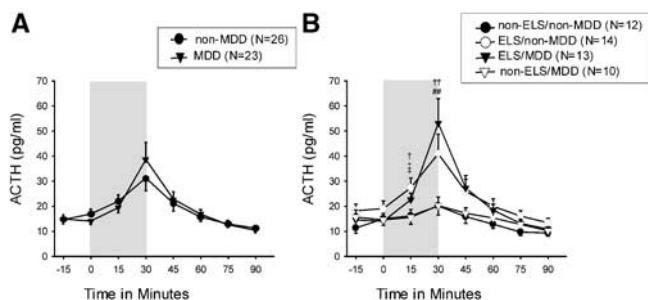 A
non-MDD (N=26)
MDD (N=23)
ACTH (pg/ml)
70
60
50
40
30
20
10
0
-15 0 15 30 45 60 75 90
Time in Minutes
B
non-ELS/non-MDD (N=12)
ELS/non-MDD (N=14)
ELS/MDD (N=13)
non-ELS/MDD (N=10)
ACTH (pg/ml)
70
60
50
40
30
20
10
0
††
##
†
‡
-15 0 15 30 45 60 75 90
Time in Minutes